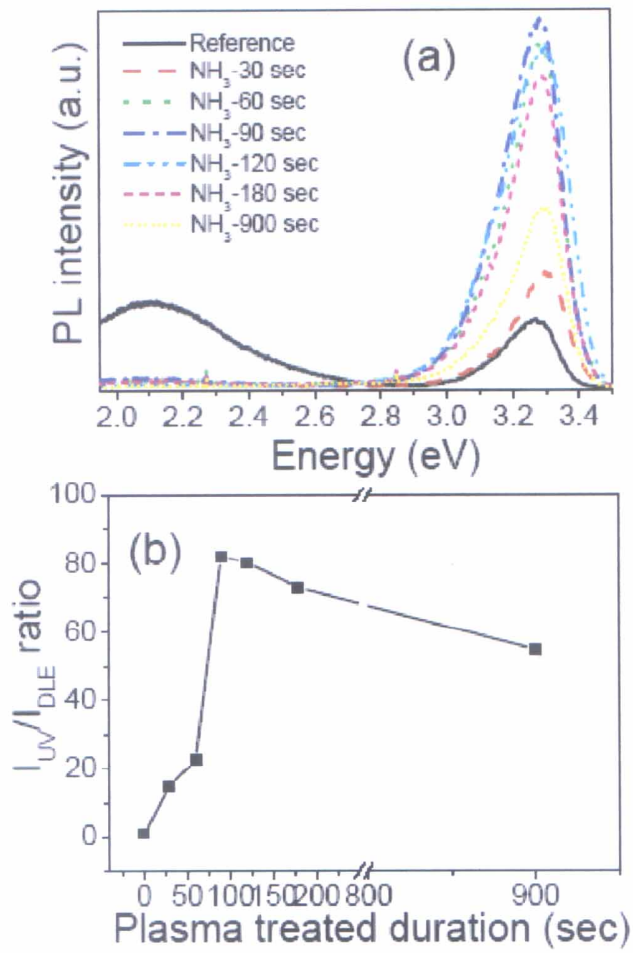 (a)
Reference
NH₃-30 sec
NH₃-60 sec
NH₃-90 sec
NH₃-120 sec
NH₃-180 sec
NH₃-900 sec
PL intensity (a.u.)
2.0 2.2 2.4 2.6 2.8 3.0 3.2 3.4
Energy (eV)
(b)
100
80
60
40
20
0
I_UV/I_DLE ratio
0 50 100 150 200 800 900
Plasma treated duration (sec)